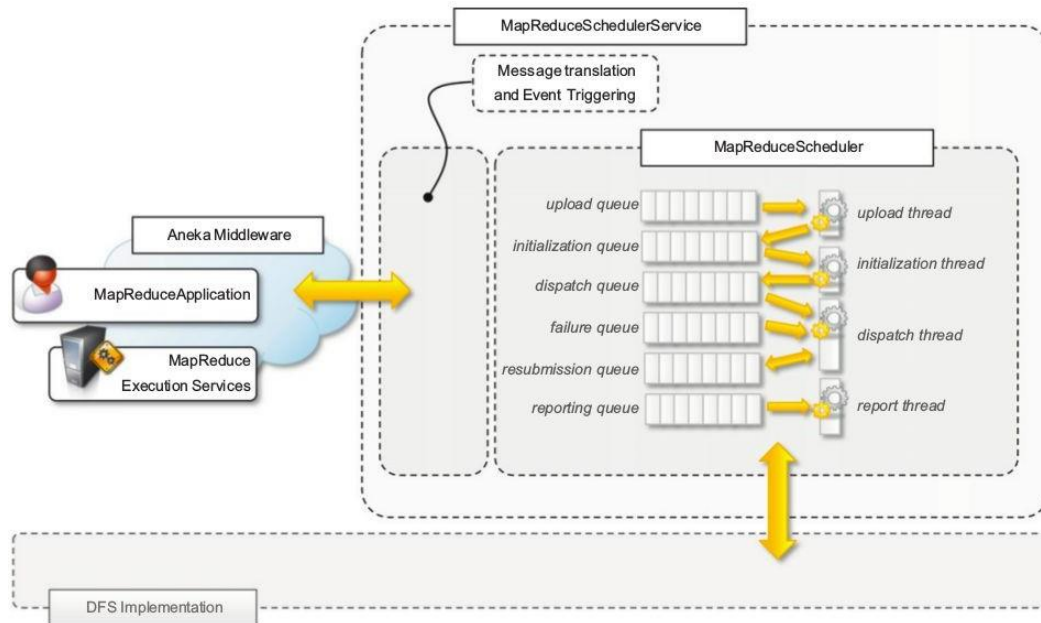 MapReduceSchedulerService
Message translation
and Event Triggering
MapReduceScheduler
upload queue
upload thread
initialization queue
initialization thread
dispatch queue
failure queue
dispatch thread
resubmission queue
reporting queue
report thread
Aneka Middleware
MapReduceApplication
MapReduce
Execution Services
DFS Implementation